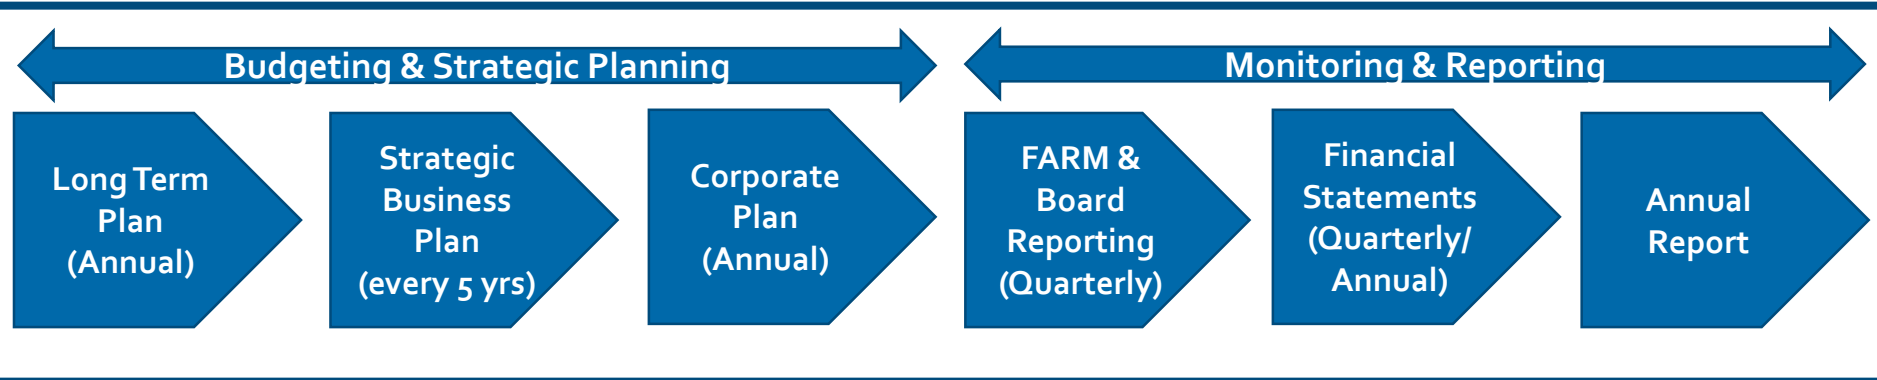 Budgeting & Strategic Planning
Monitoring & Reporting
Long Term
Plan
(Annual)
Strategic
Business
Plan
(every 5 yrs)
Corporate
Plan
(Annual)
FARM &
Board
Reporting
(Quarterly)
Financial
Statements
(Quarterly/
Annual)
Annual
Report